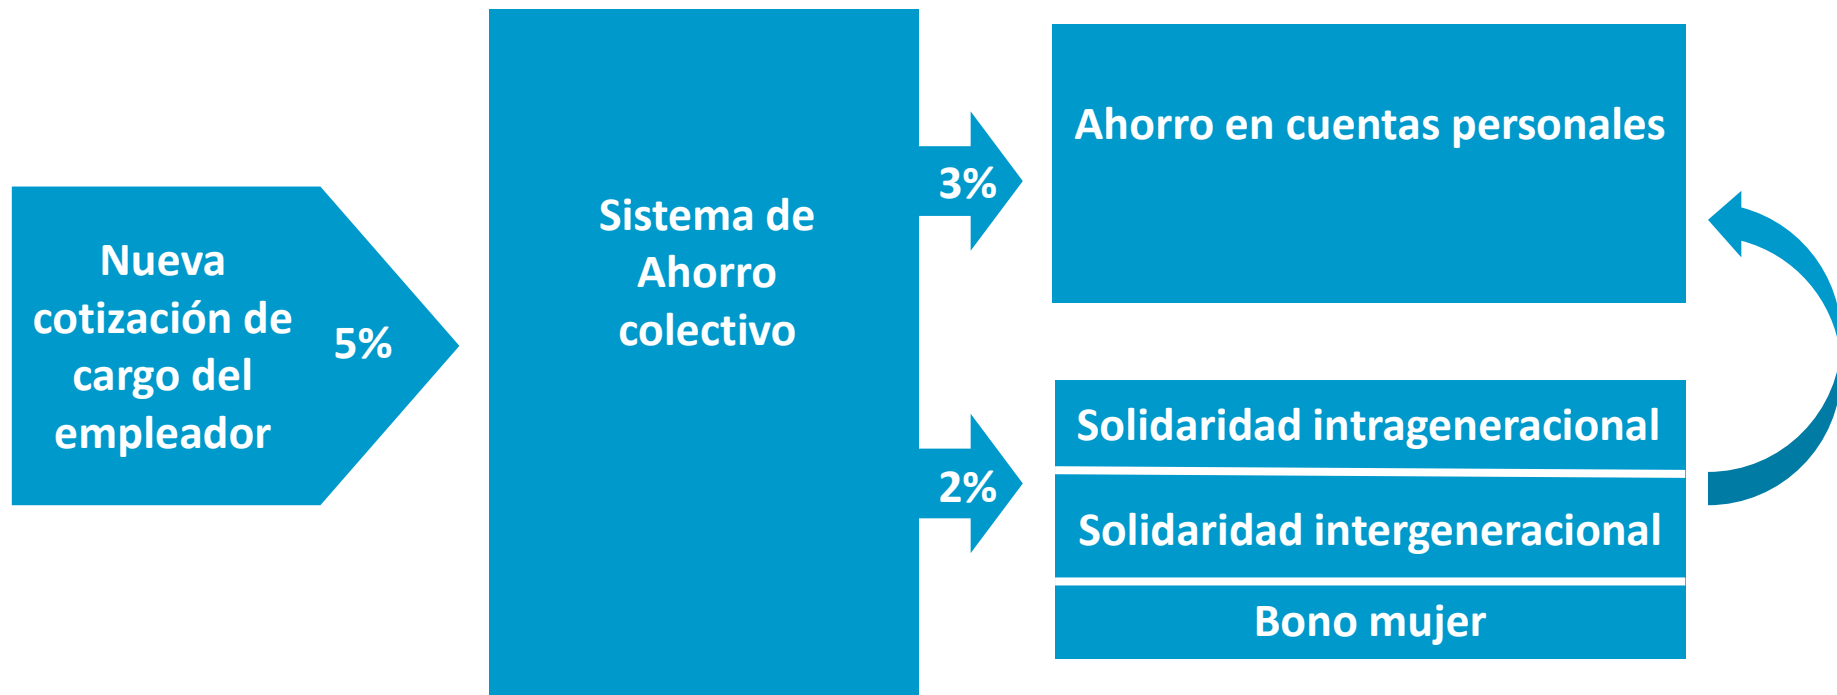 Nueva
cotización de
cargo del
empleador
5%
Sistema de
Ahorro
colectivo
3%
2%
Ahorro en cuentas personales
Solidaridad intrageneracional
Solidaridad intergeneracional
Bono mujer